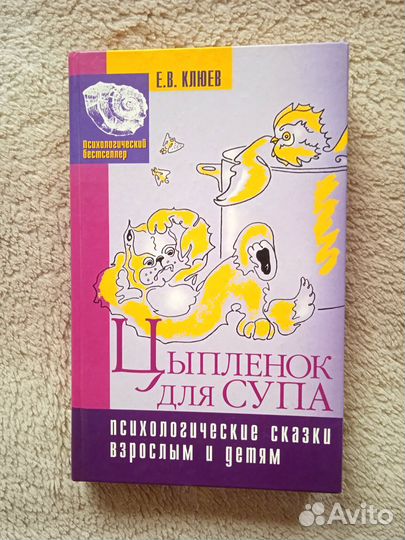 Е.В. КЛЮЕВ
Психологический
бестселлер
ЦЫПЛЕНОК
ДЛЯ СУПА
психологические сказки
взрослым и детям
Avito